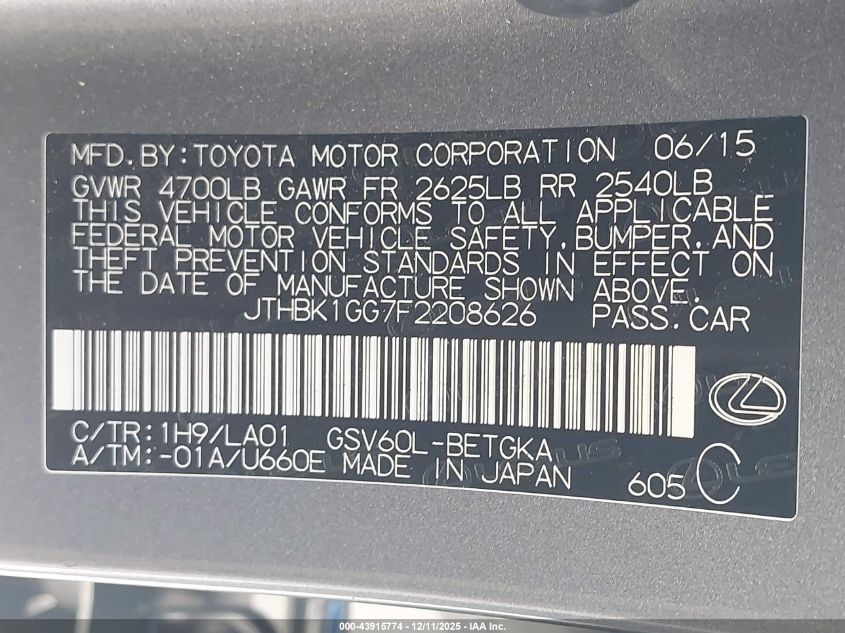 MFD.BY:TOYOTA MOTOR CORPORATION 06/15
GVWR 4700LB GAWR FR 2625LB RR 2540LB
THIS VEHICLE CONFORMS TO ALL APPLICABLE
FEDERAL MOTOR VEHICLE SAFETY,BUMPER,AND
THEFT PREVENTION STANDARDS IN EFFECT ON
THE DATE OF MANUFACTURE SHOWN ABOVE.
JTHBK1GG7F2208626 PASS.CAR
C/TR:1H9/LA01 GSV60L-BETGKA
A/TM:-01A/U660E MADE IN JAPAN 605 C
000-43915774 - 12/11/2025 - IAA Inc.